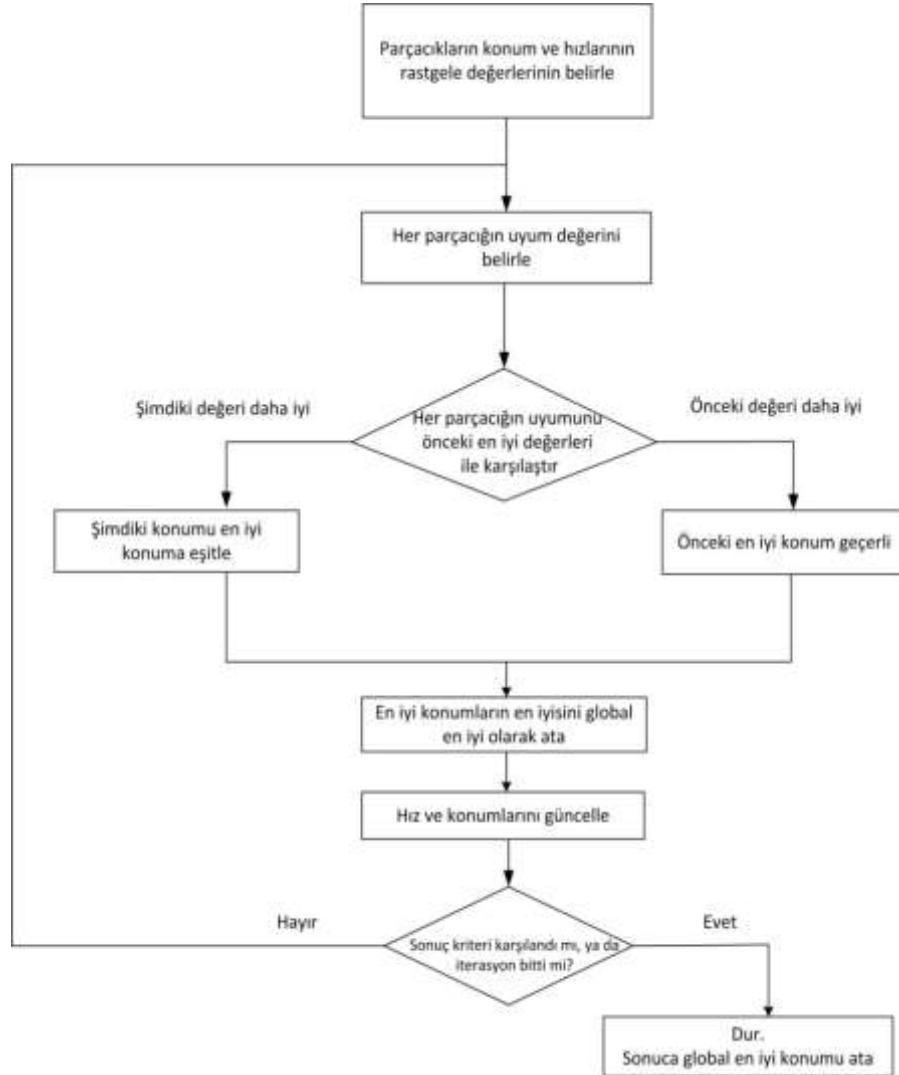 Parçacıkların konum ve hızlarının
rastgele değerlerinin belirle
Her parçacığın uyum değerini
belirle
Şimdiki değeri daha iyi
Önceki değeri daha iyi
Her parçacığın uyumunu
önceki en iyi değerleri
ile karşılaştır
Şimdiki konumu en iyi
konuma eşitle
Önceki en iyi konum geçerli
En iyi konumların en iyisini global
en iyi olarak ata
Hız ve konumlarını güncelle
Hayır
Evet
Sonuç kriteri karşılandı mı, ya da
iterasyon bitti mi?
Dur.
Sonuca global en iyi konumu ata